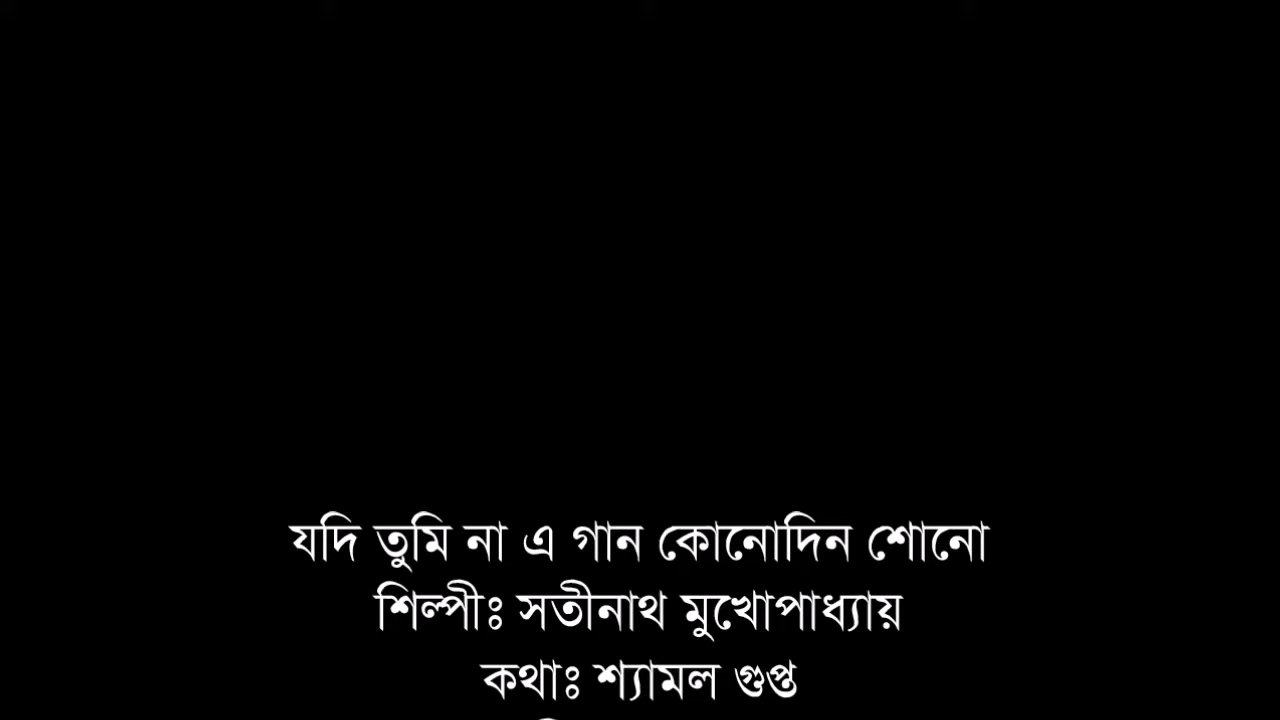 যদি তুমি না এ গান কোনোদিন শোনো
শিল্পীঃ সতীনাথ মুখোপাধ্যায়
কথাঃ শ্যামল গুপ্ত